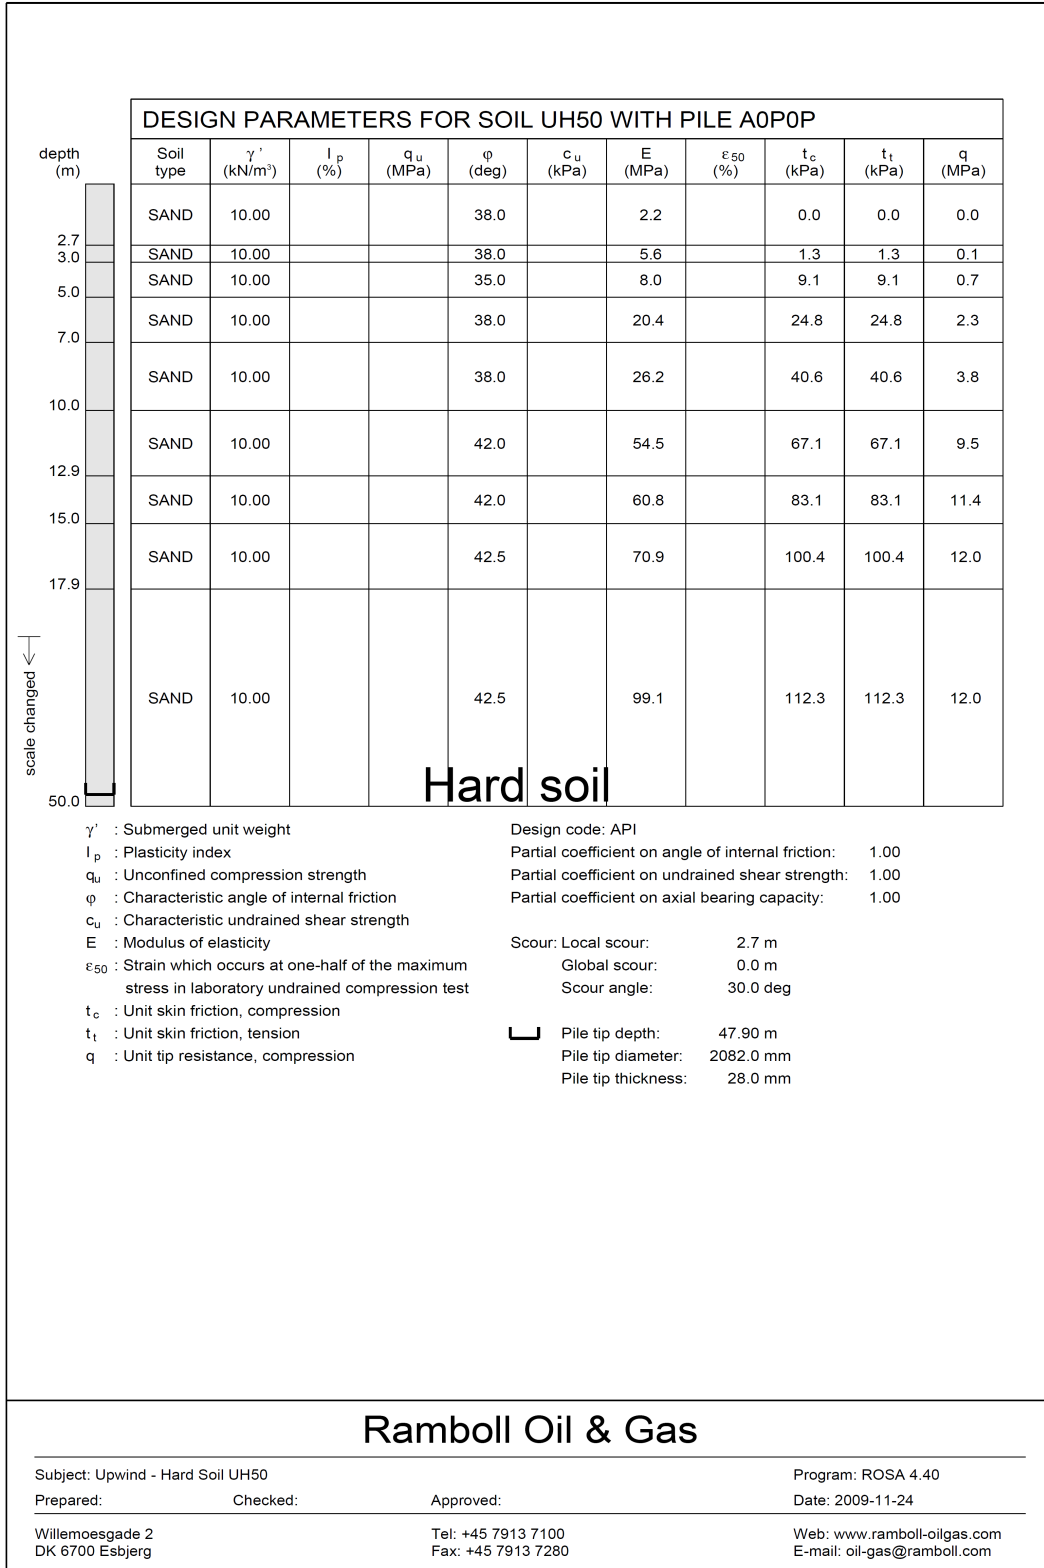 DESIGN PARAMETERS FOR SOIL UH50 WITH PILE A0P0P
depth (m) Soil type γ' (kN/m³) I p (%) q u (MPa) φ (deg) c u (kPa) E (MPa) ε 50 (%) t c (kPa) t t (kPa) q (MPa)
SAND 10.00 38.0 2.2 0.0 0.0 0.0
2.7
SAND 10.00 38.0 5.6 1.3 1.3 0.1
3.0
SAND 10.00 35.0 8.0 9.1 9.1 0.7
5.0
SAND 10.00 38.0 20.4 24.8 24.8 2.3
7.0
SAND 10.00 38.0 26.2 40.6 40.6 3.8
10.0
SAND 10.00 42.0 54.5 67.1 67.1 9.5
12.9
SAND 10.00 42.0 60.8 83.1 83.1 11.4
15.0
SAND 10.00 42.5 70.9 100.4 100.4 12.0
17.9
scale changed
SAND 10.00 42.5 99.1 112.3 112.3 12.0
Hard soil
50.0
γ' : Submerged unit weight
I p : Plasticity index
q u : Unconfined compression strength
φ : Characteristic angle of internal friction
c u : Characteristic undrained shear strength
E : Modulus of elasticity
ε 50 : Strain which occurs at one-half of the maximum
stress in laboratory undrained compression test
t c : Unit skin friction, compression
t t : Unit skin friction, tension
q : Unit tip resistance, compression
Design code: API
Partial coefficient on angle of internal friction: 1.00
Partial coefficient on undrained shear strength: 1.00
Partial coefficient on axial bearing capacity: 1.00
Scour: Local scour: 2.7 m
Global scour: 0.0 m
Scour angle: 30.0 deg
Pile tip depth: 47.90 m
Pile tip diameter: 2082.0 mm
Pile tip thickness: 28.0 mm
Ramboll Oil & Gas
Subject: Upwind - Hard Soil UH50 Program: ROSA 4.40
Prepared: Checked: Approved: Date: 2009-11-24
Willemoesgade 2 Tel: +45 7913 7100 Web: www.ramboll-oilgas.com
DK 6700 Esbjerg Fax: +45 7913 7280 E-mail: oil-gas@ramboll.com